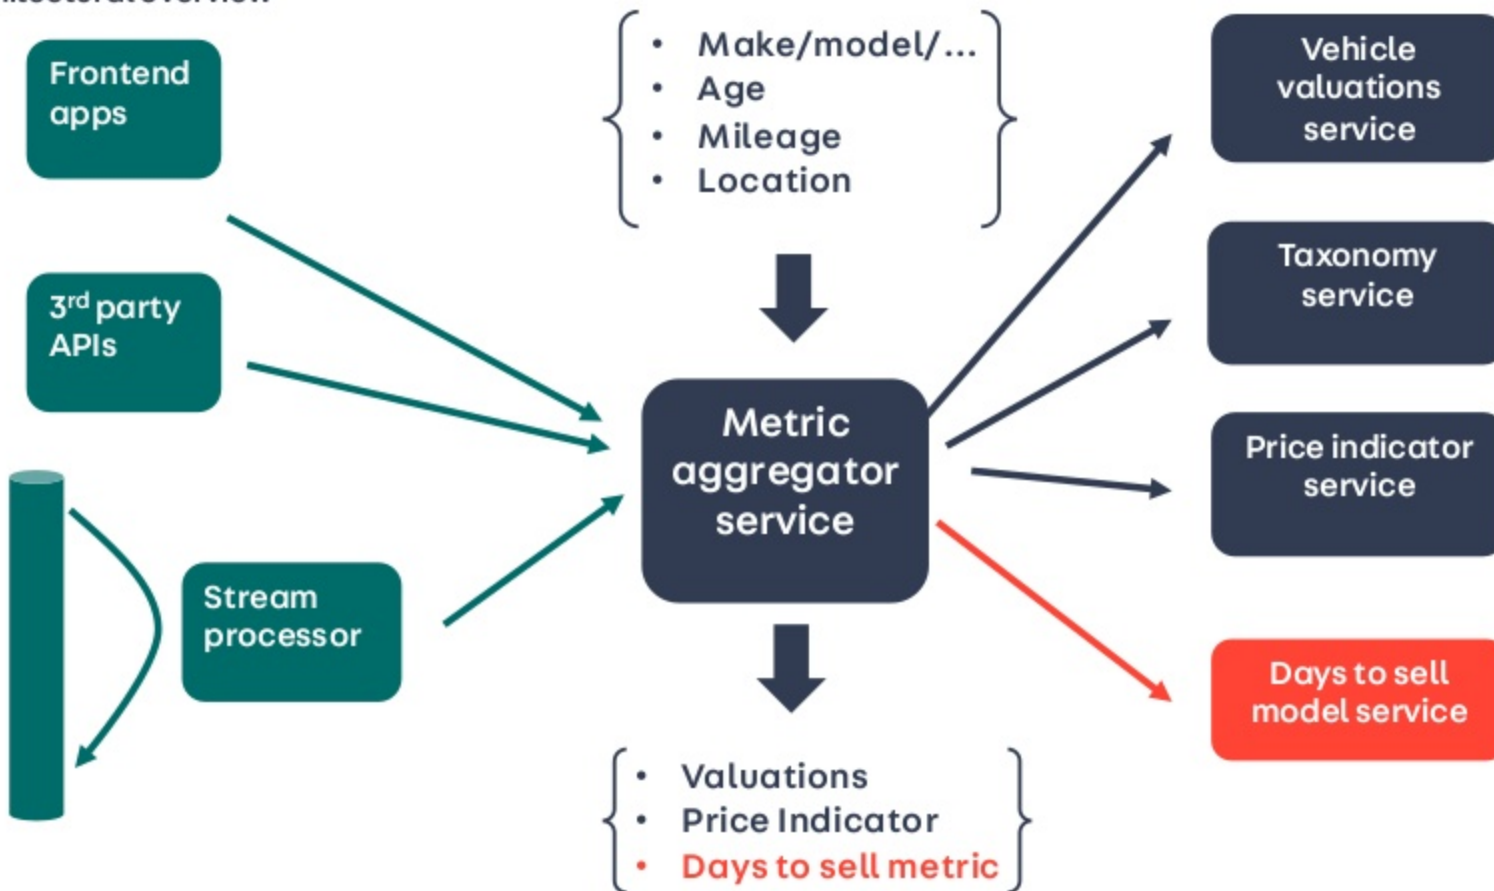 Frontend
apps
3rd party
APIs
Stream
processor
• Make/model/...
• Age
• Mileage
• Location
Metric
aggregator
service
• Valuations
• Price Indicator
• Days to sell metric
Vehicle
valuations
service
Taxonomy
service
Price indicator
service
Days to sell
model service